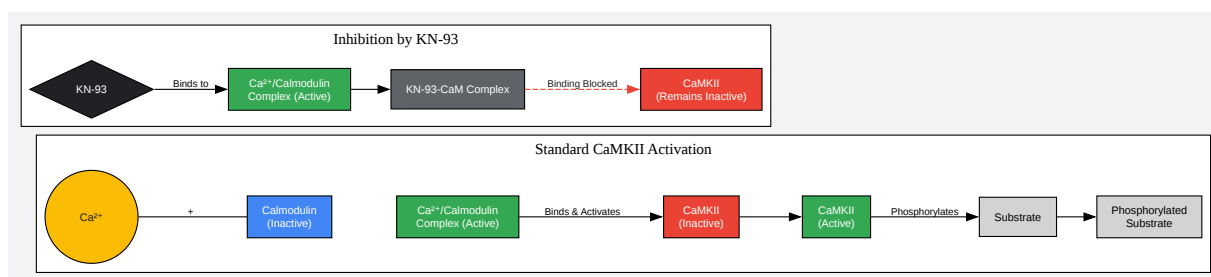 Inhibition by KN-93
KN-93
Binds to
Ca²⁺/Calmodulin
Complex (Active)
KN-93-CaM Complex
Binding Blocked
CaMKII
(Remains Inactive)
Standard CaMKII Activation
Ca²⁺
+
Calmodulin
(Inactive)
Ca²⁺/Calmodulin
Complex (Active)
Binds & Activates
CaMKII
(Inactive)
CaMKII
(Active)
Phosphorylates
Substrate
Phosphorylated
Substrate